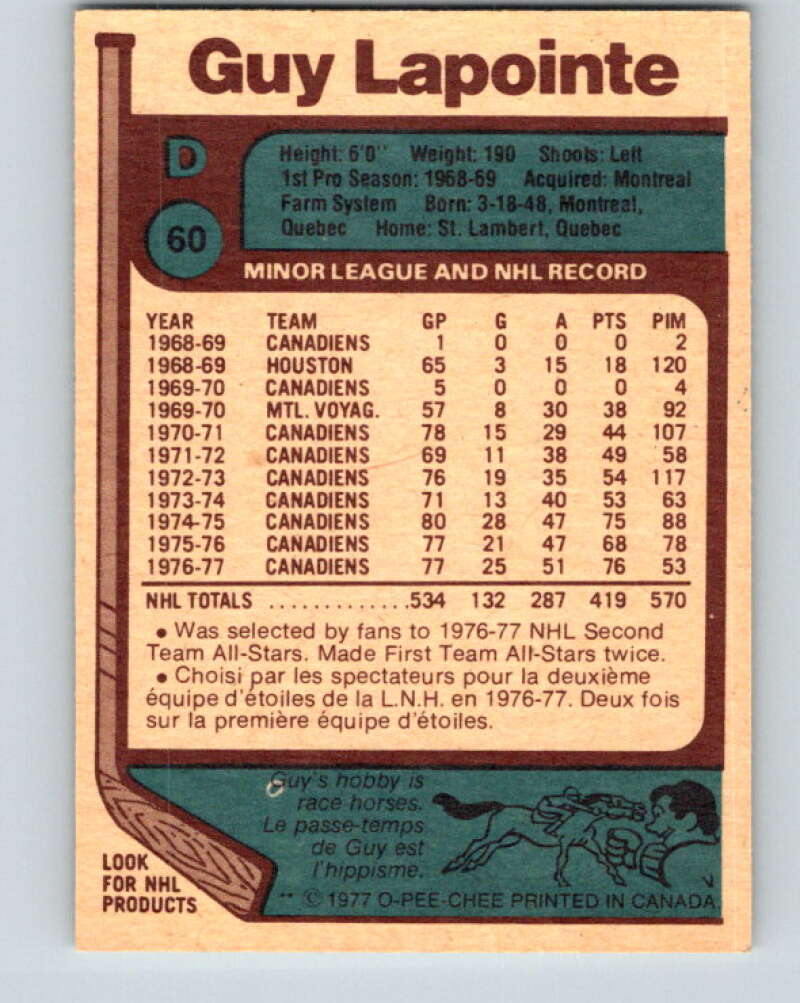 Guy Lapointe
D
60
Height: 6'0" Weight: 190 Shoots: Left
1st Pro Season: 1968-69 Acquired: Montreal
Farm System Born: 3-18-48, Montreal,
Quebec Home: St. Lambert, Quebec
MINOR LEAGUE AND NHL RECORD
YEAR TEAM GP G A PTS PIM
1968-69 CANADIENS 1 0 0 0 2
1968-69 HOUSTON 65 3 15 18 120
1969-70 CANADIENS 5 0 0 0 4
1969-70 MTL. VOYAG. 57 8 30 38 92
1970-71 CANADIENS 78 15 29 44 107
1971-72 CANADIENS 69 11 38 49 58
1972-73 CANADIENS 76 19 35 54 117
1973-74 CANADIENS 71 13 40 53 63
1974-75 CANADIENS 80 28 47 75 88
1975-76 CANADIENS 77 21 47 68 78
1976-77 CANADIENS 77 25 51 76 53
NHL TOTALS .............534 132 287 419 570
• Was selected by fans to 1976-77 NHL Second
Team All-Stars. Made First Team All-Stars twice.
• Choisi par les spectateurs pour la deuxième
équipe d'étoiles de la L.N.H. en 1976-77. Deux fois
sur la première équipe d'étoiles.
Guy's hobby is
race horses.
Le passe-temps
de Guy est
l'hippisme.
LOOK
FOR NHL
PRODUCTS
** © 1977 O-PEE-CHEE PRINTED IN CANADA.